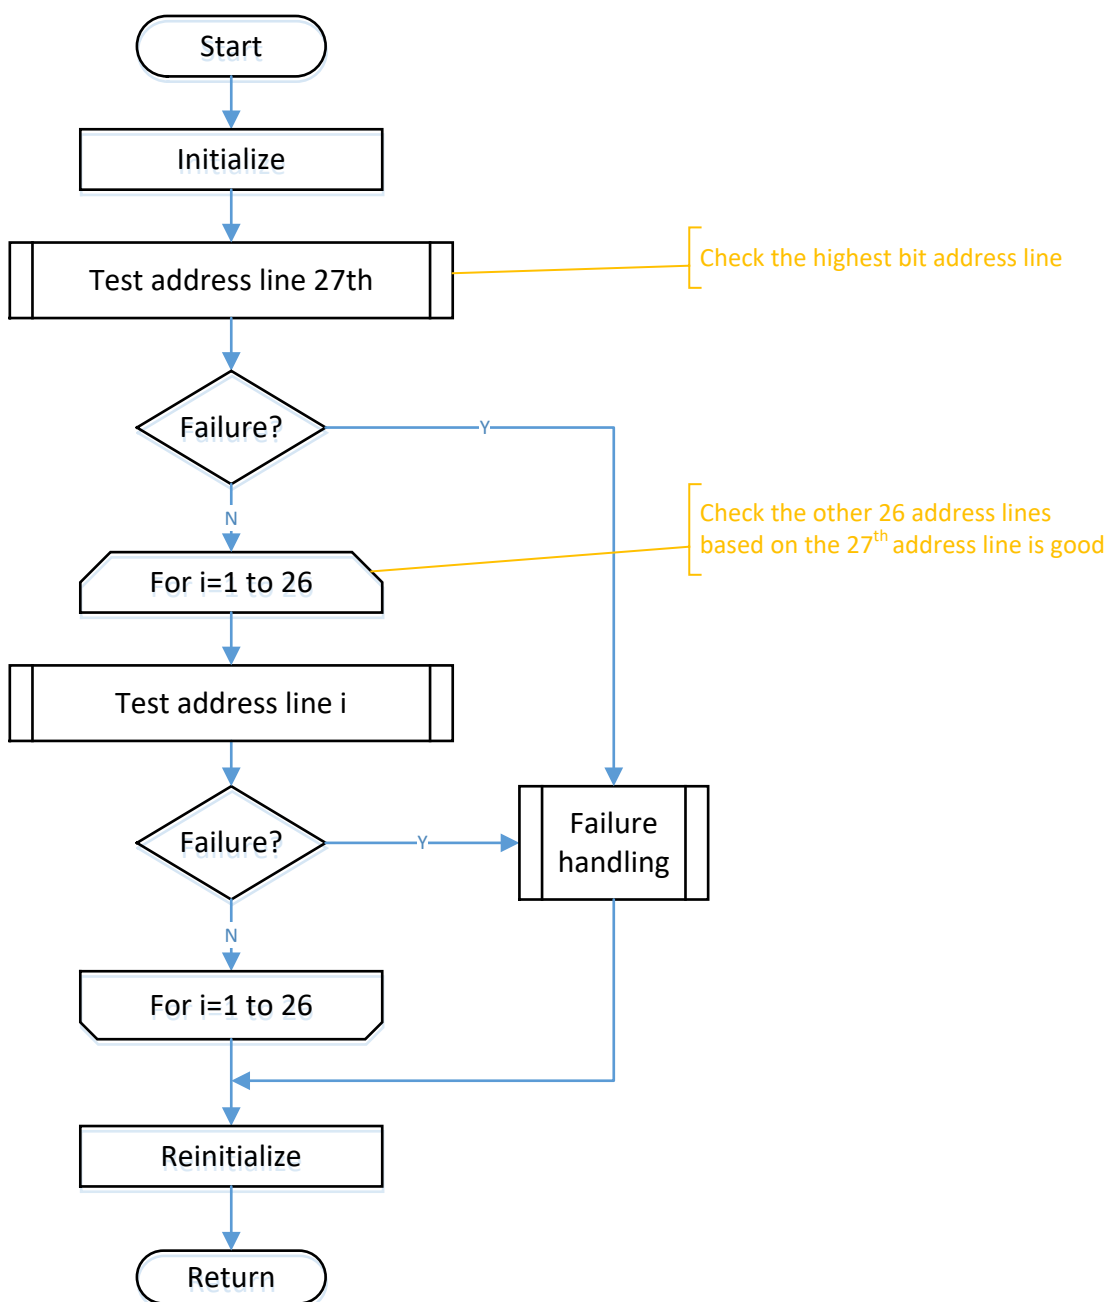 Start
Initialize
Test address line 27th
Check the highest bit address line
Failure?
Y
N
Check the other 26 address lines
based on the 27th address line is good
For i=1 to 26
Test address line i
Failure?
Y
Failure
handling
N
For i=1 to 26
Reinitialize
Return